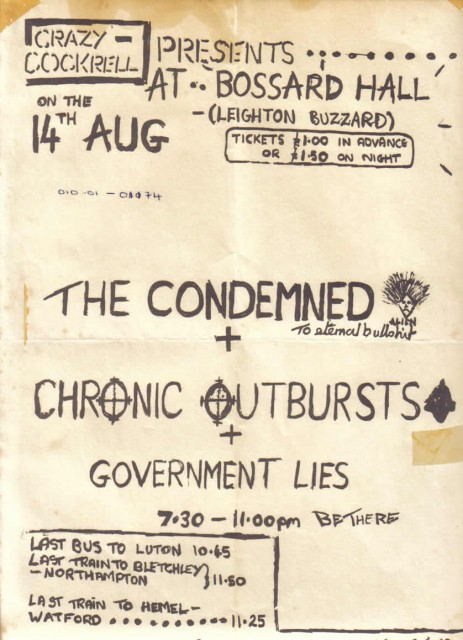 CRAZY -
COCKRELL
PRESENTS ........
AT .. BOSSARD HALL
ON THE
14TH AUG
- (LEIGHTON BUZZARD)
TICKETS £1.00 IN ADVANCE
OR £1.50 ON NIGHT
THE CONDEMNED
ALIEN
To eternal bullshit
+
CHRONIC OUTBURSTS
+
GOVERNMENT LIES
7.30 - 11.00pm BE THERE
LAST BUS TO LUTON 10.45
LAST TRAIN TO BLETCHLEY
- NORTHAMPTON } 11.50
LAST TRAIN TO HEMEL -
WATFORD ........ 11.25